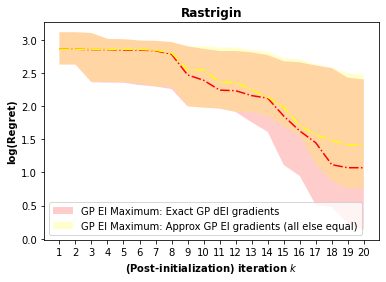 Rastrigin
log(Regret)
3.0
2.5
2.0
1.5
1.0
0.5
0.0
GP EI Maximum: Exact GP dEI gradients
GP EI Maximum: Approx GP EI gradients (all else equal)
1 2 3 4 5 6 7 8 9 10 11 12 13 14 15 16 17 18 19 20
(Post-initialization) iteration k